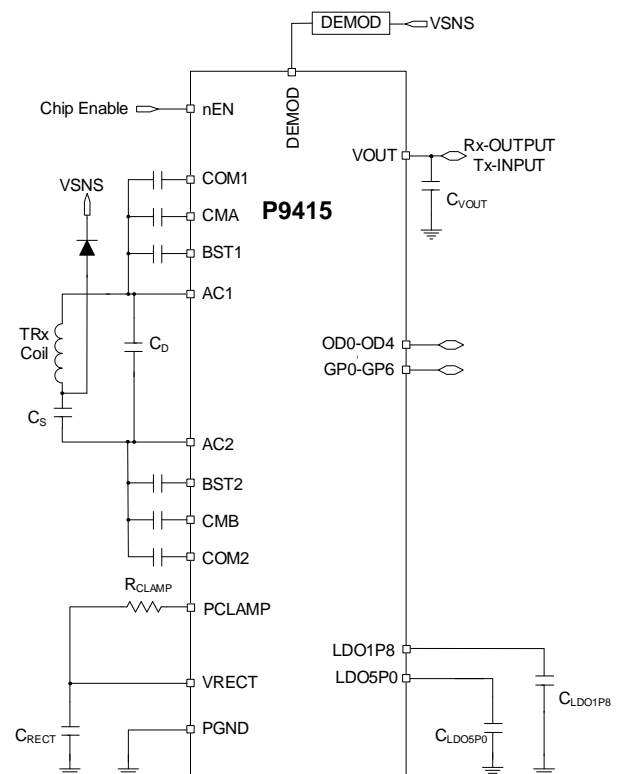 DEMOD
VSNS
Chip Enable
nEN
DEMOD
VOUT
Rx-OUTPUT
Tx-INPUT
CVOUT
VSNS
COM1
CMA
P9415
BST1
AC1
TRx
Coil
CD
CS
OD0-OD4
GP0-GP6
AC2
BST2
CMB
COM2
RCLAMP
PCLAMP
VRECT
CRECT
PGND
LDO1P8
LDO5P0
CLDO1P8
CLDO5P0